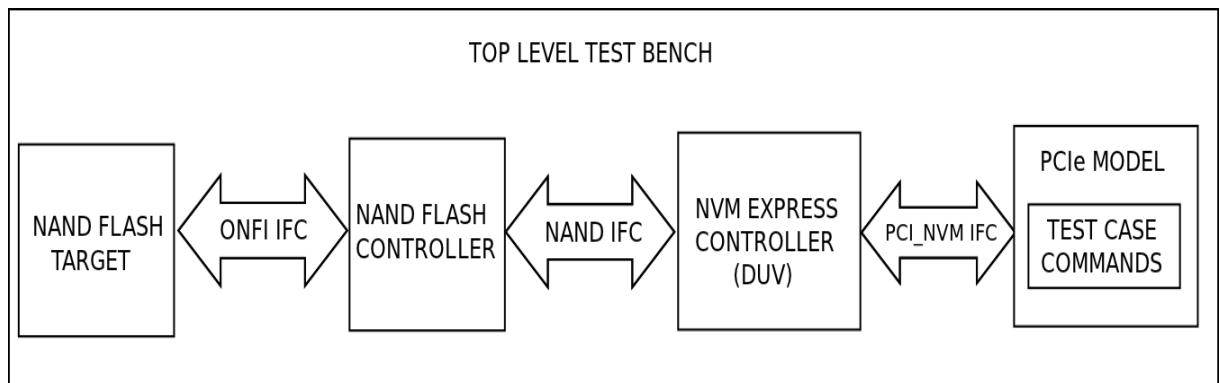 TOP LEVEL TEST BENCH
NAND FLASH
TARGET
ONFI IFC
NAND FLASH
CONTROLLER
NAND IFC
NVM EXPRESS
CONTROLLER
(DUV)
PCI_NVM IFC
PCIe MODEL
TEST CASE
COMMANDS